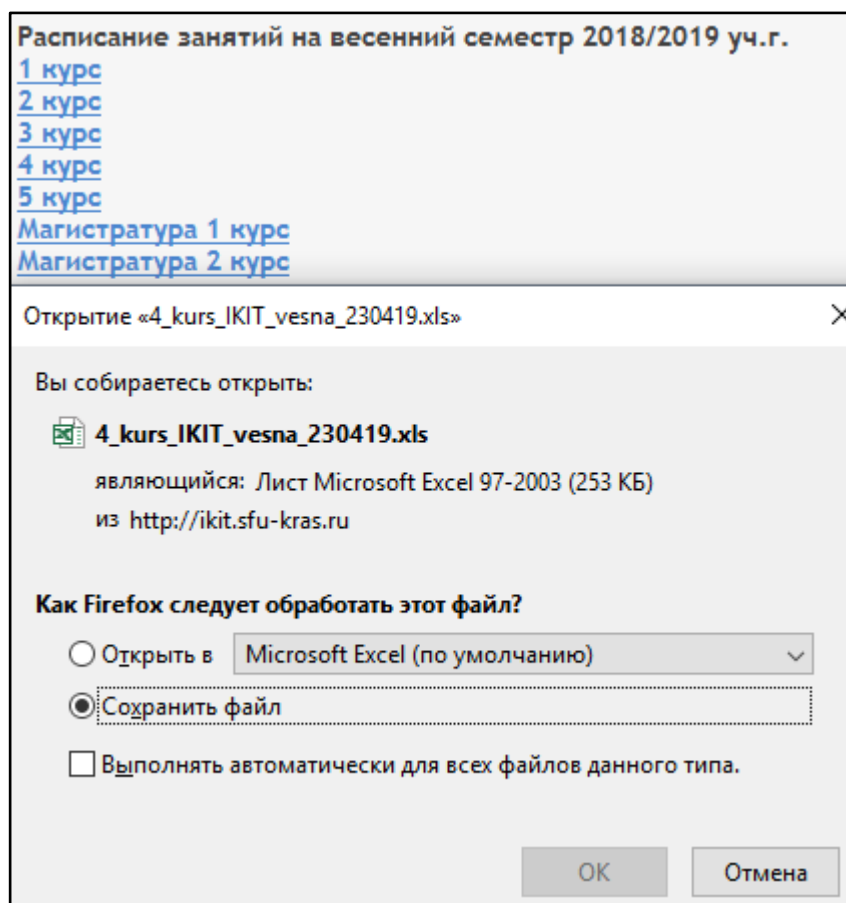 Расписание занятий на весенний семестр 2018/2019 уч.г.
1 курс
2 курс
3 курс
4 курс
5 курс
Магистратура 1 курс
Магистратура 2 курс
Открытие «4_kurs_IKIT_vesna_230419.xls»
Вы собираетесь открыть:
4_kurs_IKIT_vesna_230419.xls
являющийся: Лист Microsoft Excel 97-2003 (253 КБ)
из http://ikit.sfu-kras.ru
Как Firefox следует обработать этот файл?
Открыть в Microsoft Excel (по умолчанию)
Сохранить файл
Выполнять автоматически для всех файлов данного типа.
ОК Отмена